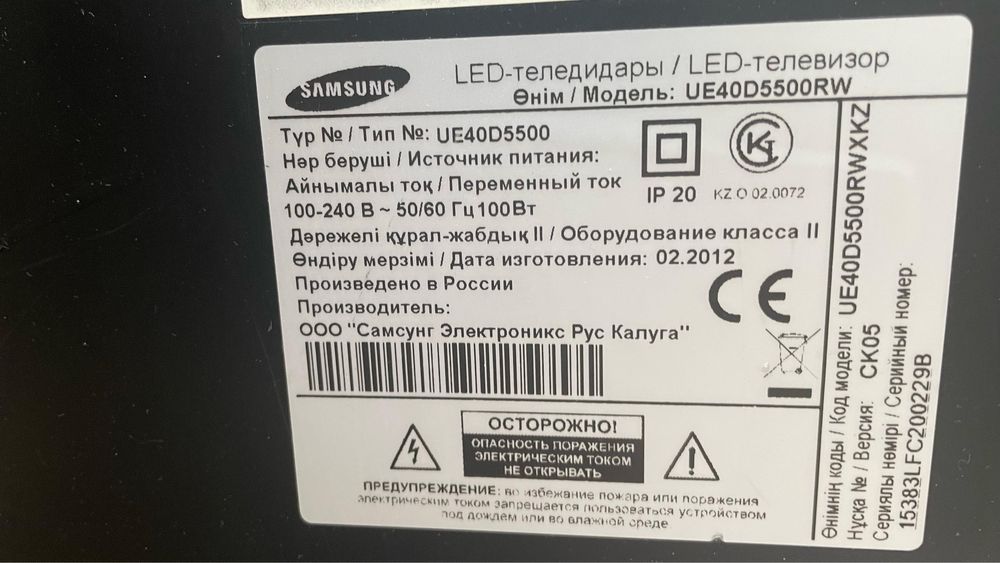 SAMSUNG
LED-теледидары / LED-телевизор
Өнім / Модель: UE40D5500RW
Түр № / Тип №: UE40D5500
Нәр беруші / Источник питания:
Айнымалы ток / Переменный ток
100-240 В ~ 50/60 Гц 100Вт
IP 20
KZ O 02.0072
Дәрежелі құрал-жабдық II / Оборудование класса II
Өндіру мерзімі / Дата изготовления: 02.2012
Произведено в России
Производитель:
ООО "Самсунг Электроникс Рус Калуга"
CE
ОСТОРОЖНО!
ОПАСНОСТЬ ПОРАЖЕНИЯ
ЭЛЕКТРИЧЕСКИМ ТОКОМ
НЕ ОТКРЫВАТЬ
ПРЕДУПРЕЖДЕНИЕ: во избежание пожара или поражения
электрическим током запрещается пользоваться устройством
под дождем или во влажной среде
Өнімнің коды / Код модели: UE40D5500RWXKZ
Нұсқа № / Версия: CK05
Сериялы нөмірі / Серийный номер:
15383LFC200229B